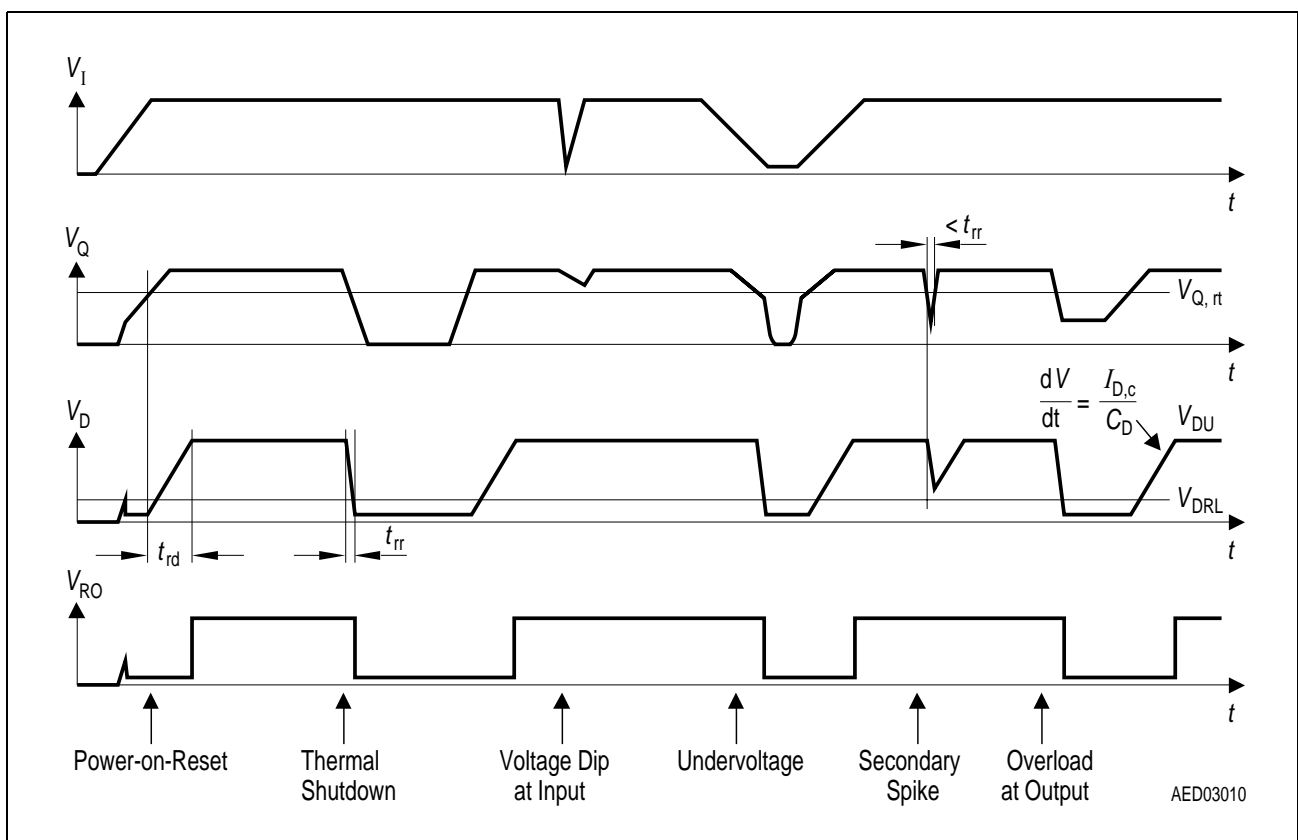 V_I
t
< t_rr
V_Q
V_Q, rt
t
dV/dt = I_D,c/C_D
V_D
V_DU
V_DRL
t_rd
t_rr
t
V_RO
t
Power-on-Reset
Thermal
Shutdown
Voltage Dip
at Input
Undervoltage
Secondary
Spike
Overload
at Output
AED03010